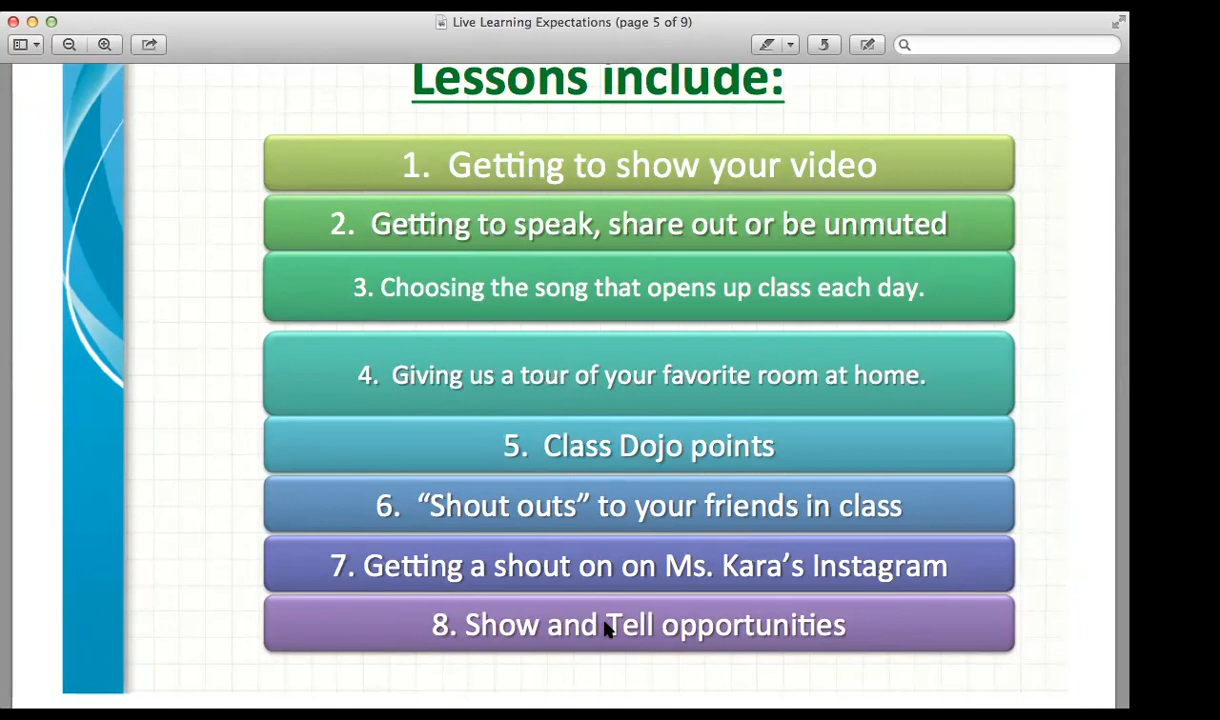 Live Learning Expectations (page 5 of 9)
Lessons include:
1. Getting to show your video
2. Getting to speak, share out or be unmuted
3. Choosing the song that opens up class each day.
4. Giving us a tour of your favorite room at home.
5. Class Dojo points
6. “Shout outs” to your friends in class
7. Getting a shout on on Ms. Kara’s Instagram
8. Show and Tell opportunities